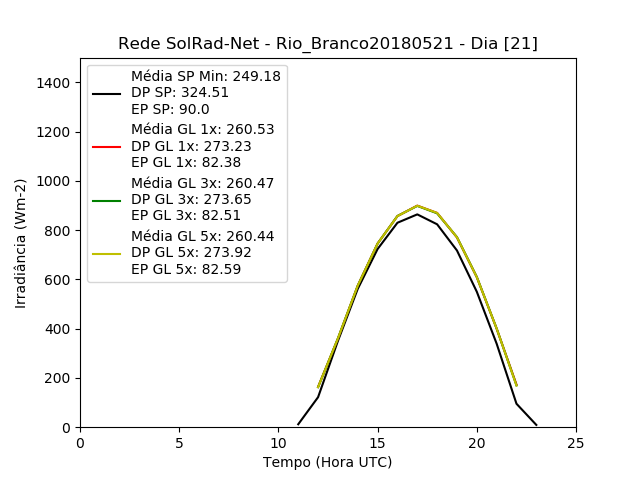 Rede SolRad-Net - Rio_Branco20180521 - Dia [21]
Média SP Min: 249.18
DP SP: 324.51
EP SP: 90.0
Média GL 1x: 260.53
DP GL 1x: 273.23
EP GL 1x: 82.38
Média GL 3x: 260.47
DP GL 3x: 273.65
EP GL 3x: 82.51
Média GL 5x: 260.44
DP GL 5x: 273.92
EP GL 5x: 82.59
Irradiância (Wm-2)
1400
1200
1000
800
600
400
200
0
0 5 10 15 20 25
Tempo (Hora UTC)